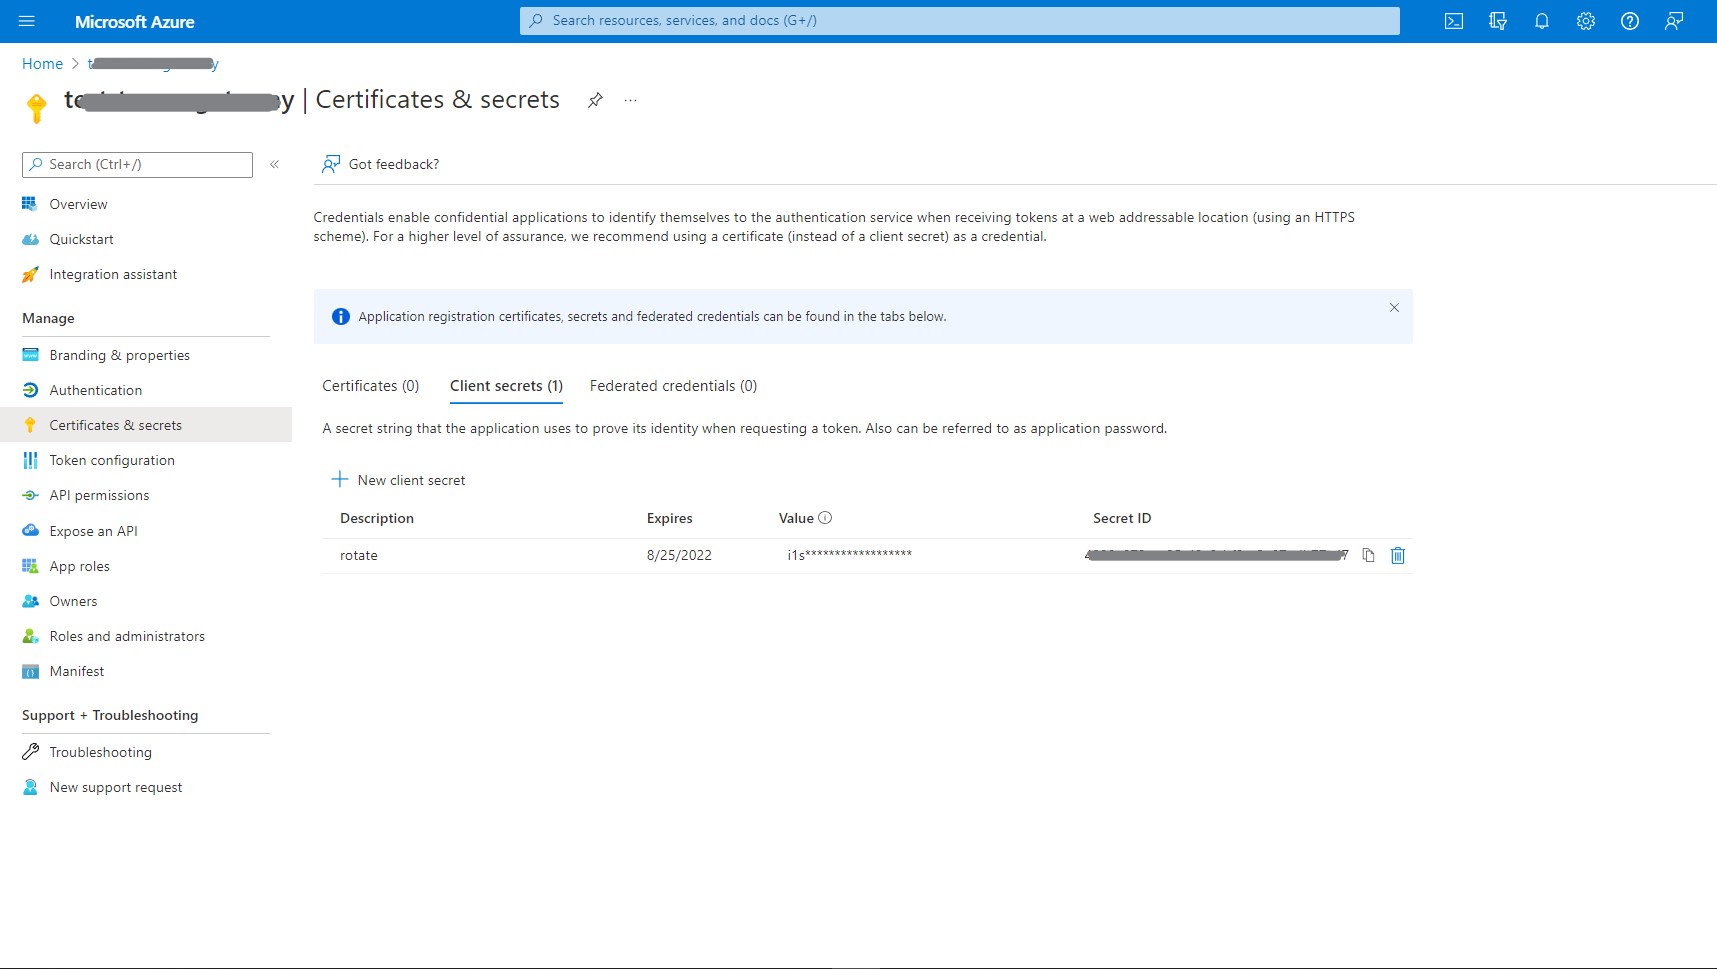 Microsoft Azure
Search resources, services, and docs (G+/)
Home >
| Certificates & secrets ...
Search (Ctrl+/) «
Overview
Quickstart
Integration assistant
Manage
Branding & properties
Authentication
Certificates & secrets
Token configuration
API permissions
Expose an API
App roles
Owners
Roles and administrators
Manifest
Support + Troubleshooting
Troubleshooting
New support request
Got feedback?
Credentials enable confidential applications to identify themselves to the authentication service when receiving tokens at a web addressable location (using an HTTPS
scheme). For a higher level of assurance, we recommend using a certificate (instead of a client secret) as a credential.
Application registration certificates, secrets and federated credentials can be found in the tabs below.
Certificates (0) Client secrets (1) Federated credentials (0)
A secret string that the application uses to prove its identity when requesting a token. Also can be referred to as application password.
New client secret
Description Expires Value Secret ID
rotate 8/25/2022 i1s******************